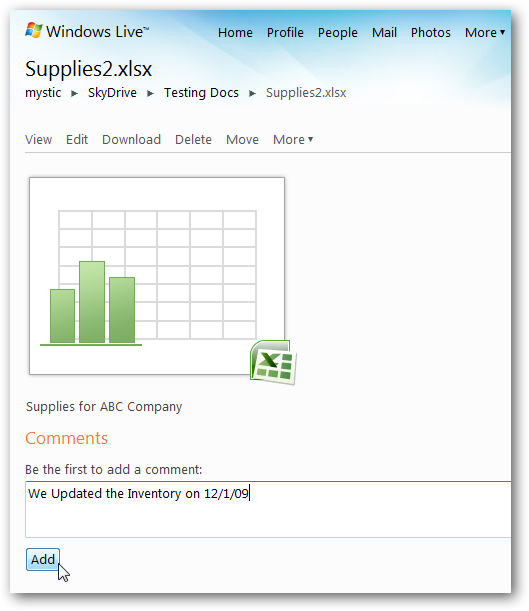 Windows Live™ Home Profile People Mail Photos More ▾
Supplies2.xlsx
mystic ▸ SkyDrive ▸ Testing Docs ▸ Supplies2.xlsx
View Edit Download Delete Move More ▾
Supplies for ABC Company
Comments
Be the first to add a comment:
We Updated the Inventory on 12/1/09
Add